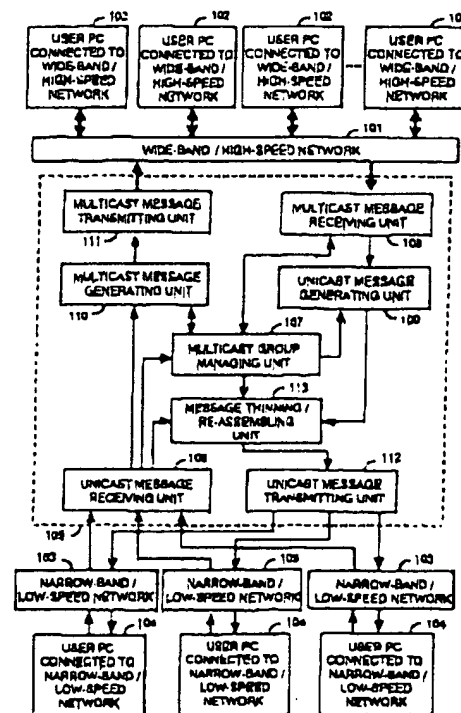 102 102 102
USER PC CONNECTED TO WIDE-BAND / HIGH-SPEED NETWORK
USER PC CONNECTED TO WIDE-BAND / HIGH-SPEED NETWORK
USER PC CONNECTED TO WIDE-BAND / HIGH-SPEED NETWORK
USER PC CONNECTED TO WIDE-BAND / HIGH-SPEED NETWORK
101
WIDE-BAND / HIGH-SPEED NETWORK
MULTICAST MESSAGE
TRANSMITTING UNIT
111
MULTICAST MESSAGE
RECEIVING UNIT
MULTICAST MESSAGE
GENERATING UNIT
110
UNICAST MESSAGE
GENERATING UNIT
107
MULTICAST GROUP
MANAGING UNIT
113
MESSAGE THINNING /
RE-ASSEMBLING
UNIT
UNICAST MESSAGE
RECEIVING UNIT
112
UNICAST MESSAGE
TRANSMITTING UNIT
103
NARROW-BAND /
LOW-SPEED NETWORK
NARROW-BAND /
LOW-SPEED NETWORK
103
NARROW-BAND /
LOW-SPEED NETWORK
104 104 104
USER PC
CONNECTED TO
NARROW-BAND /
LOW-SPEED
NETWORK
USER PC
CONNECTED TO
NARROW-BAND /
LOW-SPEED
NETWORK
USER PC
CONNECTED TO
NARROW-BAND /
LOW-SPEED
NETWORK